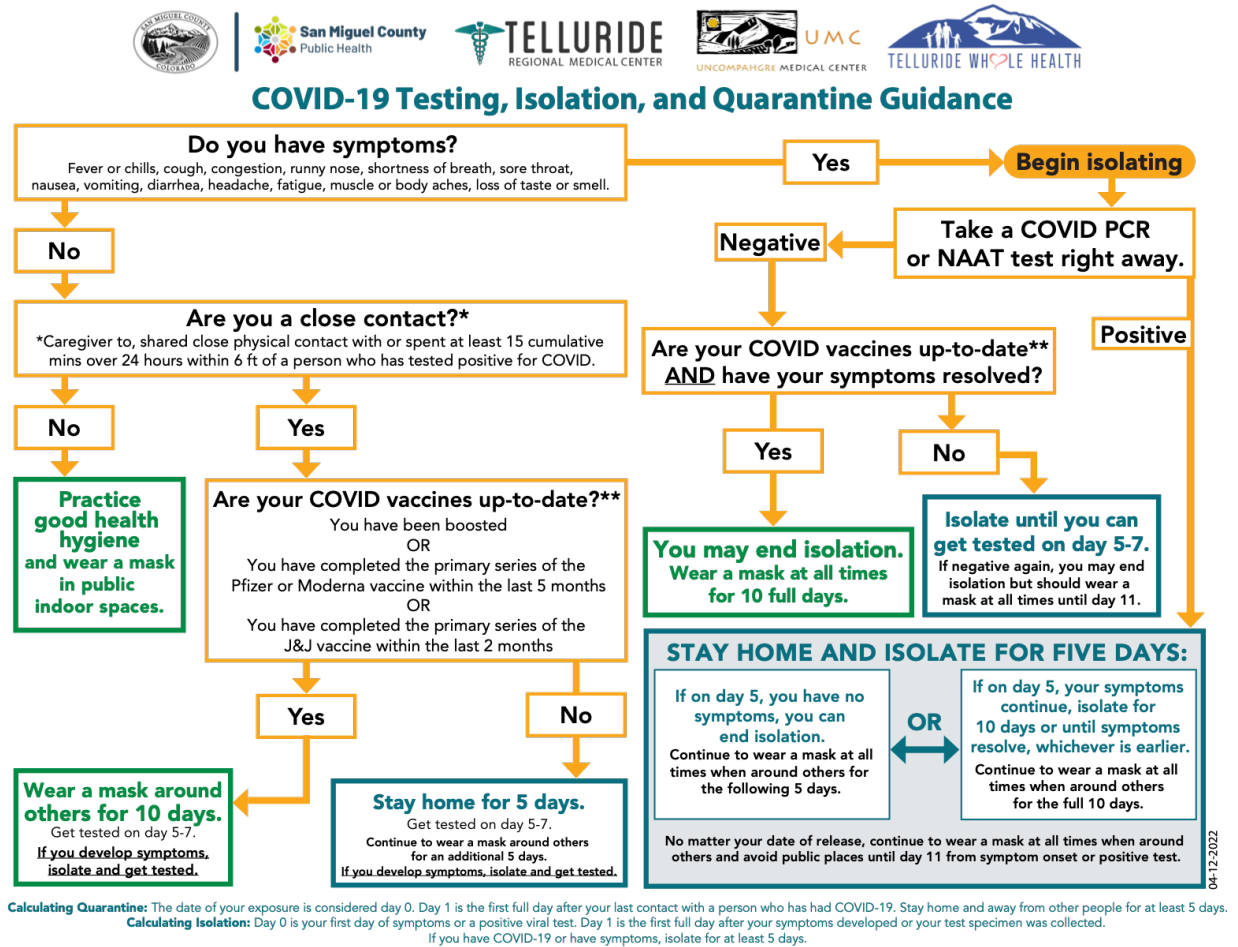 SAN MIGUEL COUNTY
COLORADO
San Miguel County
Public Health
TELLURIDE
REGIONAL MEDICAL CENTER
UMC
UNCOMPAHGRE MEDICAL CENTER
TELLURIDE WHOLE HEALTH
COVID-19 Testing, Isolation, and Quarantine Guidance
Do you have symptoms?
Fever or chills, cough, congestion, runny nose, shortness of breath, sore throat,
nausea, vomiting, diarrhea, headache, fatigue, muscle or body aches, loss of taste or smell.
Yes
Begin isolating
No
Take a COVID PCR
or NAAT test right away.
Negative
Positive
Are you a close contact?*
*Caregiver to, shared close physical contact with or spent at least 15 cumulative
mins over 24 hours within 6 ft of a person who has tested positive for COVID.
Are your COVID vaccines up-to-date**
AND have your symptoms resolved?
No
Yes
Yes
No
Practice
good health
hygiene
and wear a mask
in public
indoor spaces.
Are your COVID vaccines up-to-date?**
You have been boosted
OR
You have completed the primary series of the
Pfizer or Moderna vaccine within the last 5 months
OR
You have completed the primary series of the
J&J vaccine within the last 2 months
You may end isolation.
Wear a mask at all times
for 10 full days.
Isolate until you can
get tested on day 5-7.
If negative again, you may end
isolation but should wear a
mask at all times until day 11.
Yes
No
Wear a mask around
others for 10 days.
Get tested on day 5-7.
If you develop symptoms,
isolate and get tested.
Stay home for 5 days.
Get tested on day 5-7.
Continue to wear a mask around others
for an additional 5 days.
If you develop symptoms, isolate and get tested.
STAY HOME AND ISOLATE FOR FIVE DAYS:
If on day 5, you have no
symptoms, you can
end isolation.
Continue to wear a mask at all
times when around others for
the following 5 days.
OR
If on day 5, your symptoms
continue, isolate for
10 days or until symptoms
resolve, whichever is earlier.
Continue to wear a mask at all
times when around others
for the full 10 days.
No matter your date of release, continue to wear a mask at all times when around
others and avoid public places until day 11 from symptom onset or positive test.
04-12-2022
Calculating Quarantine: The date of your exposure is considered day 0. Day 1 is the first full day after your last contact with a person who has had COVID-19. Stay home and away from other people for at least 5 days.
Calculating Isolation: Day 0 is your first day of symptoms or a positive viral test. Day 1 is the first full day after your symptoms developed or your test specimen was collected.
If you have COVID-19 or have symptoms, isolate for at least 5 days.